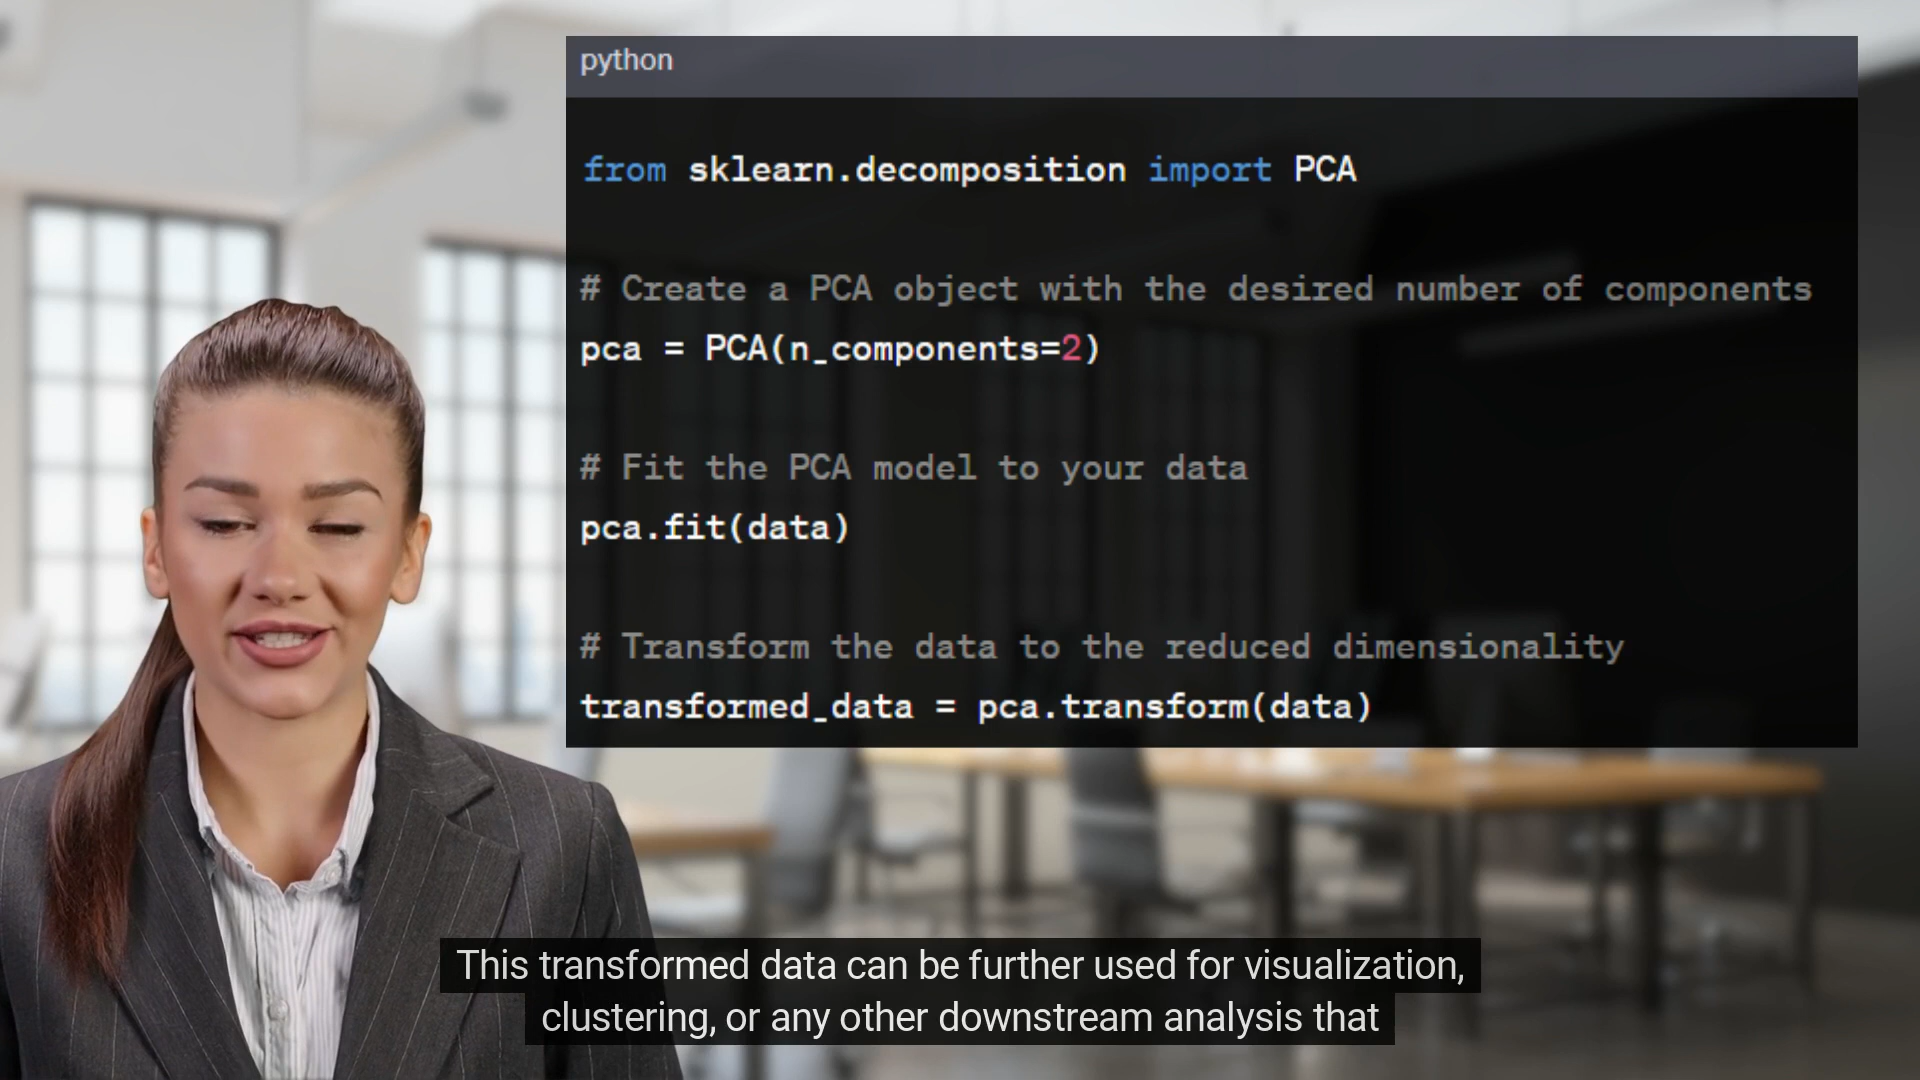 python
from sklearn.decomposition import PCA
# Create a PCA object with the desired number of components
pca = PCA(n_components=2)
# Fit the PCA model to your data
pca.fit(data)
# Transform the data to the reduced dimensionality
transformed_data = pca.transform(data)
This transformed data can be further used for visualization,
clustering, or any other downstream analysis that